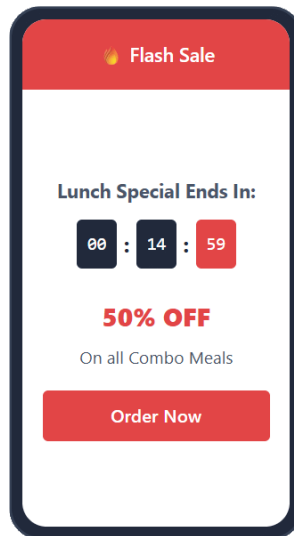 🔥 Flash Sale
Lunch Special Ends In:
00 : 14 : 59
50% OFF
On all Combo Meals
Order Now